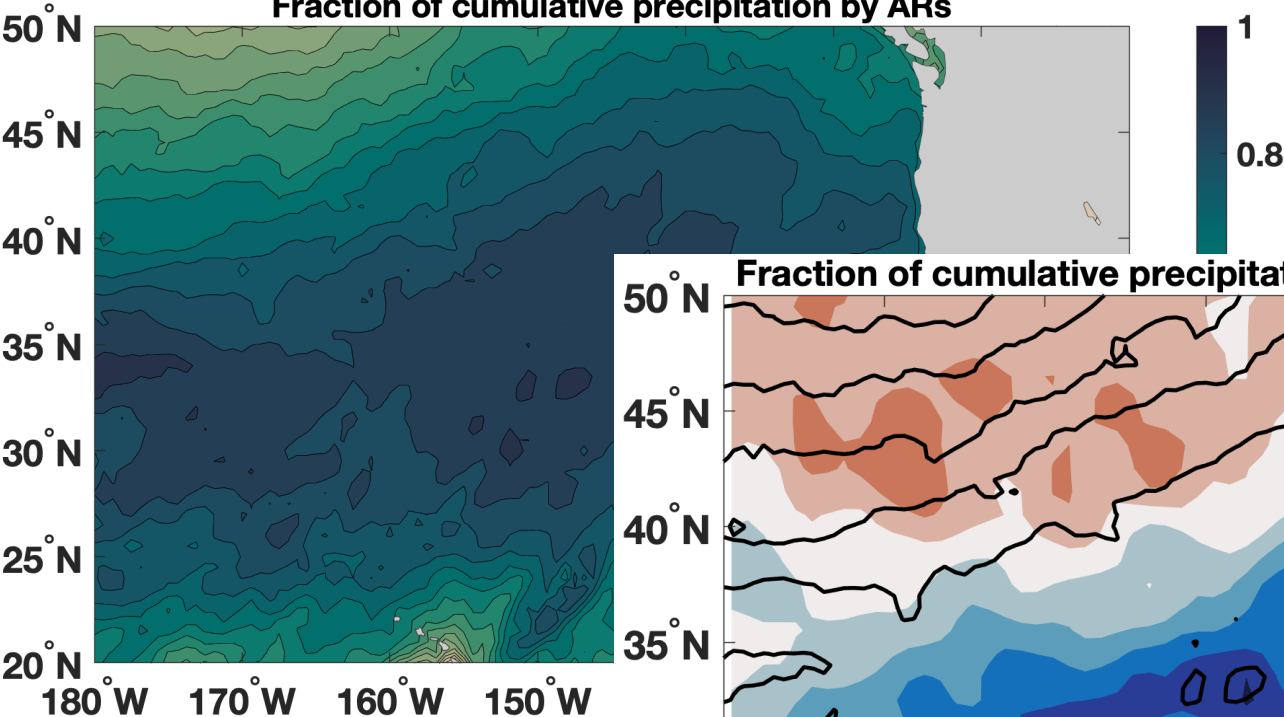 Fraction of cumulative precipitation by ARs
50°N
45°N
40°N
35°N
30°N
25°N
20°N
180°W 170°W 160°W 150°W
1
0.8
Fraction of cumulative precipitat
50°N
45°N
40°N
35°N